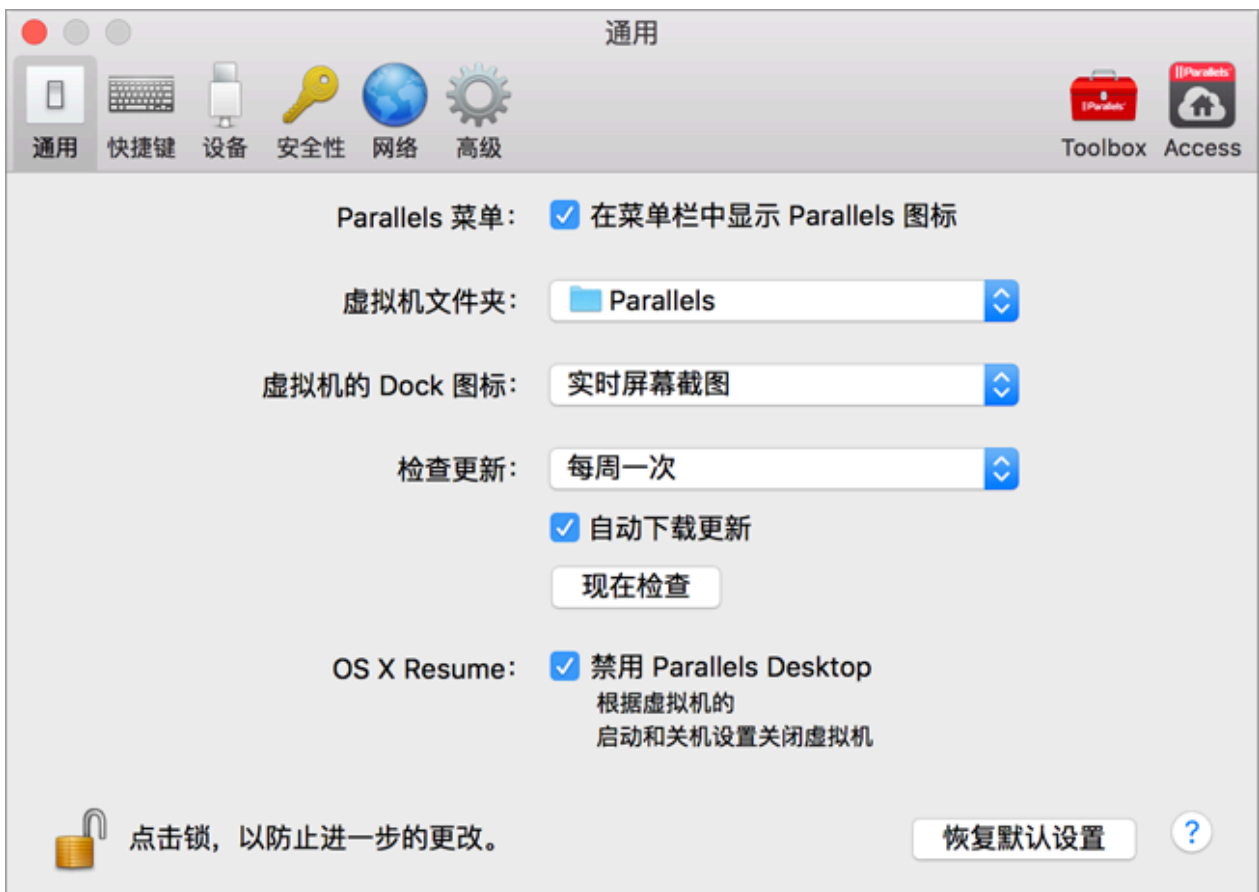 通用
通用 快捷键 设备 安全性 网络 高级 Toolbox Access
||Parallels®
||Parallels®
Parallels 菜单： 在菜单栏中显示 Parallels 图标
虚拟机文件夹： Parallels
虚拟机的 Dock 图标： 实时屏幕截图
检查更新： 每周一次
自动下载更新
现在检查
OS X Resume： 禁用 Parallels Desktop
根据虚拟机的
启动和关机设置关闭虚拟机
点击锁，以防止进一步的更改。 恢复默认设置 ?